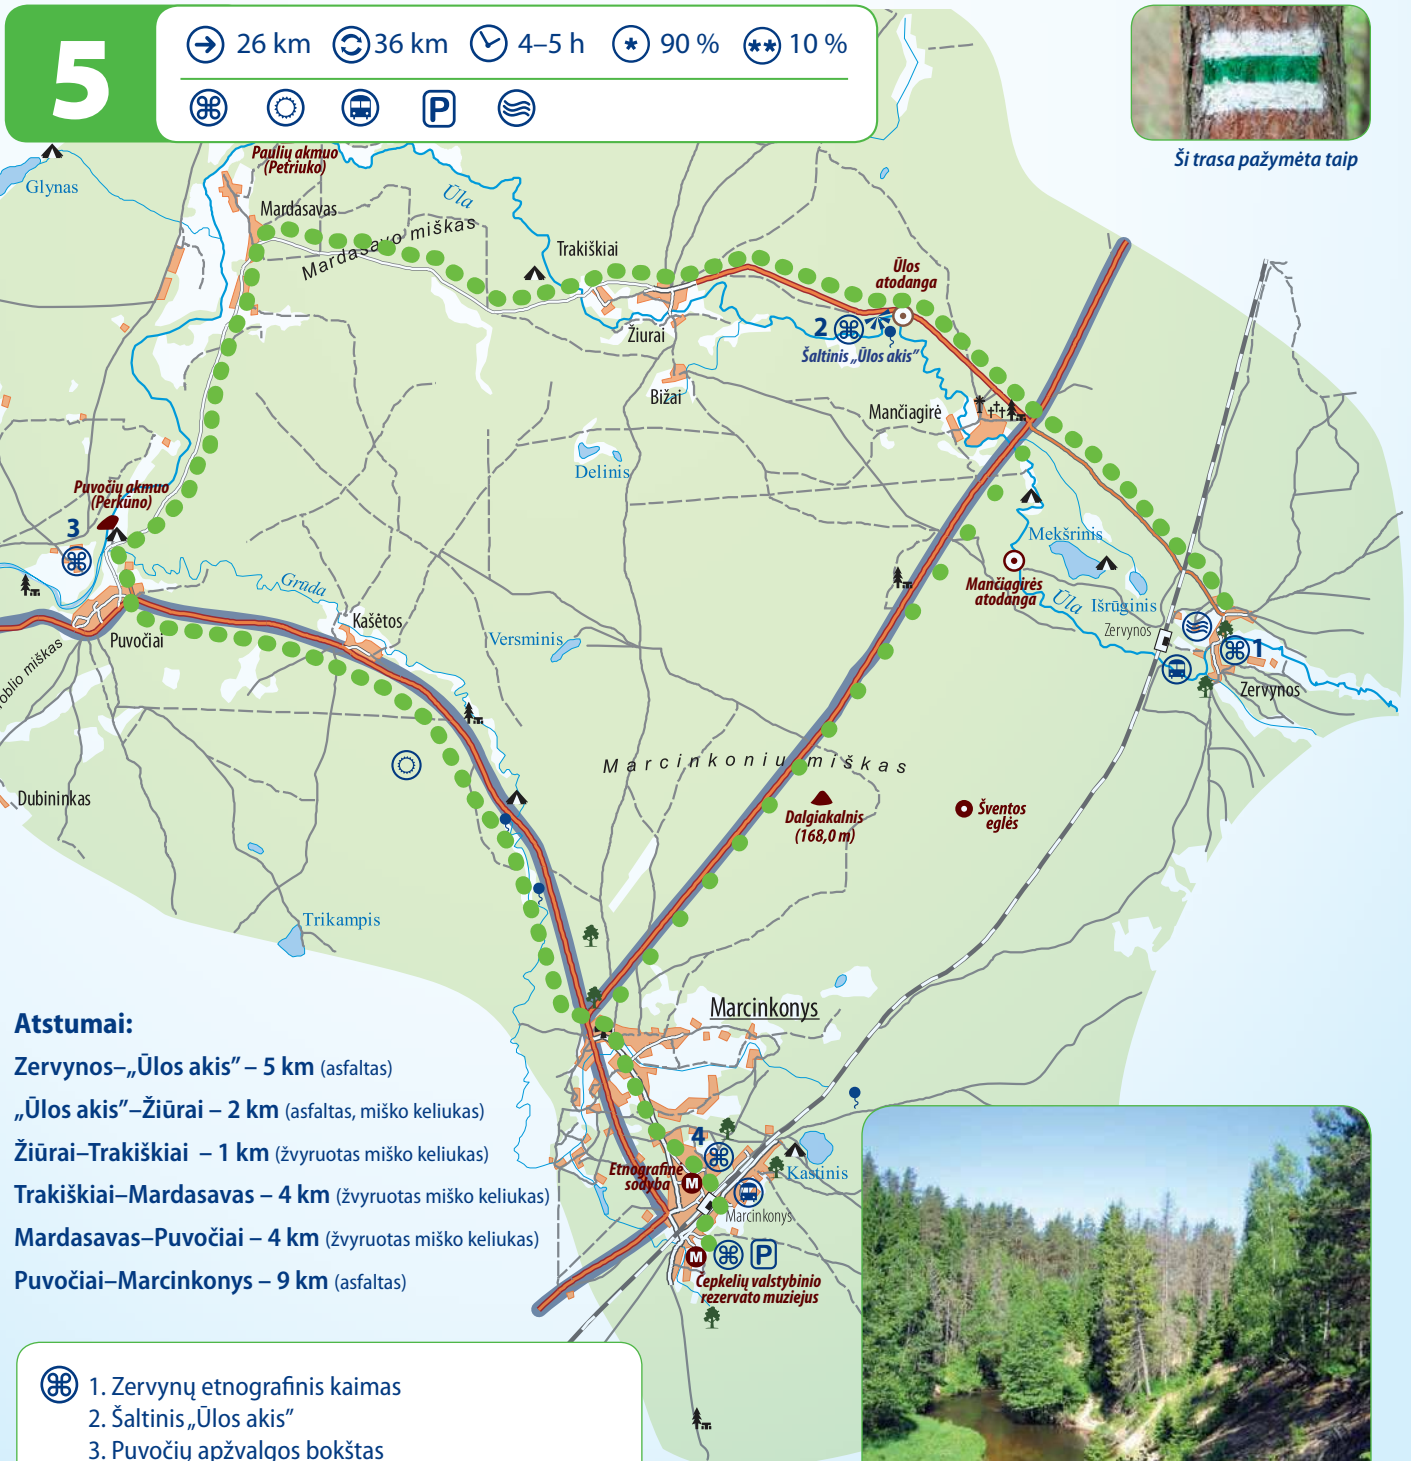 5
26 km 36 km 4–5 h * 90 % ** 10 %
P
Ši trasa pažymėta taip
Glynas
Paulių akmuo
(Petriuko)
Mardasavas
Ūla
Mardasavo miškas
Trakiškiai
Ūlos
atodanga
2
Šaltinis „Ūlos akis”
Žiurai
Bižai
Mančiagirė
Delinis
Puvočių akmuo
(Perkūno)
3
Mekšrinis
Grūda
Mančiagirės
atodanga
Ūla
Išrūginis
Kašėtos
Zervynos
Versminis
Puvočiai
1
Zervynos
Marcinkonių miškas
Dubininkas
Dalgiakalnis
(168,0 m)
Šventos
eglės
Trikampis
Marcinkonys
Atstumai:
Zervynos–„Ūlos akis” – 5 km (asfaltas)
„Ūlos akis”–Žiūrai – 2 km (asfaltas, miško keliukas)
Žiūrai–Trakiškiai – 1 km (žvyruotas miško keliukas)
Trakiškiai–Mardasavas – 4 km (žvyruotas miško keliukas)
Mardasavas–Puvočiai – 4 km (žvyruotas miško keliukas)
Puvočiai–Marcinkonys – 9 km (asfaltas)
4
Etnografinė
sodyba
M
Kastinis
Marcinkonys
M
P
Čepkelių valstybinio
rezervato muziejus
1. Zervynų etnografinis kaimas
2. Šaltinis „Ūlos akis”
3. Puvočių apžvalgos bokštas